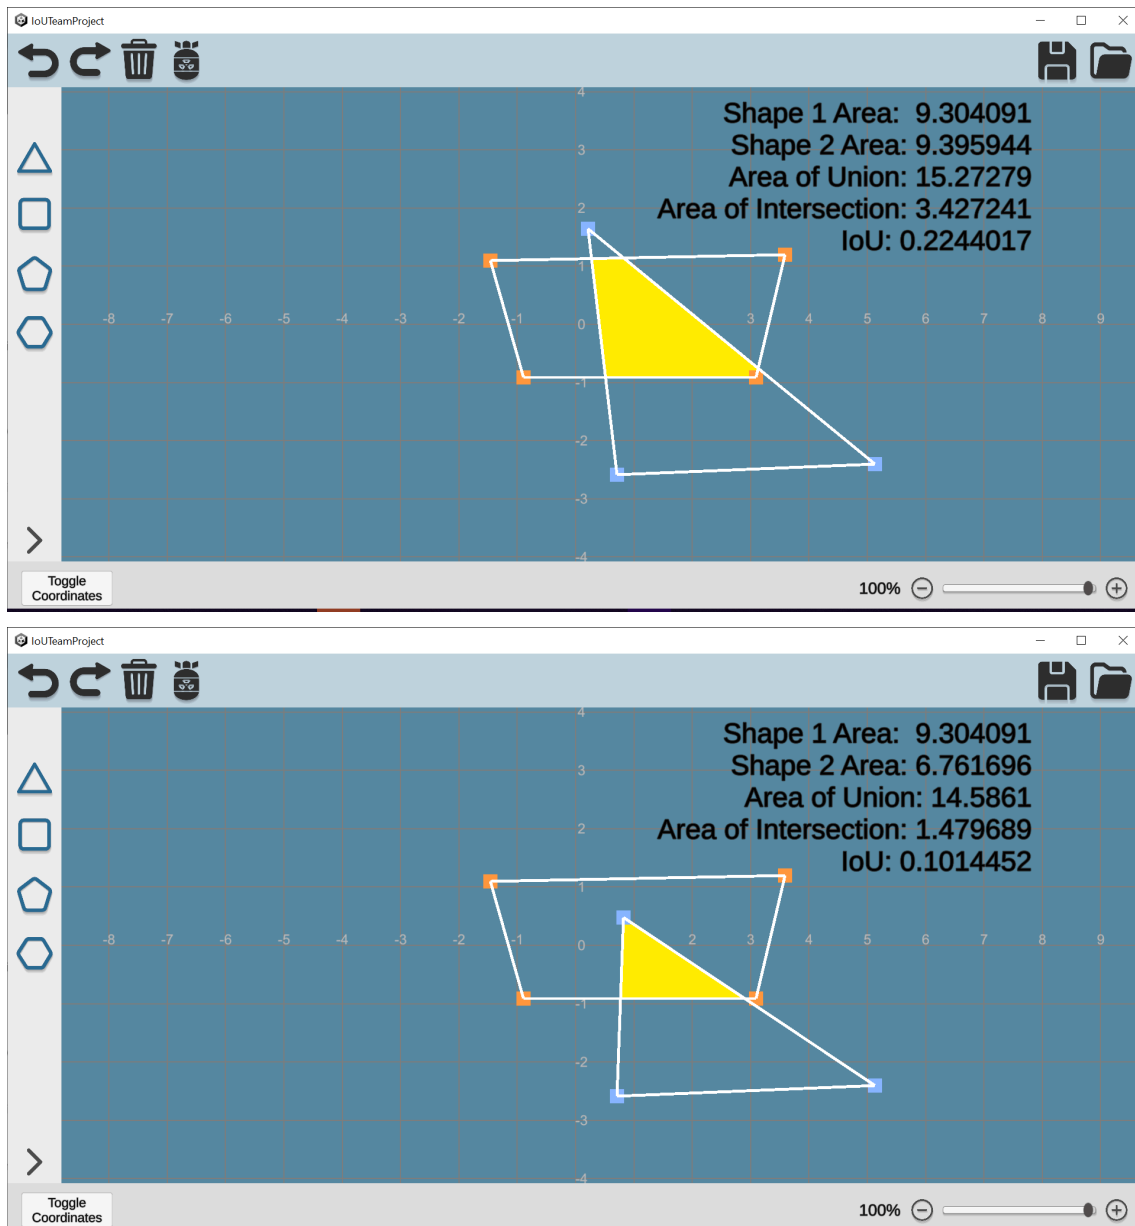 IoUTeamProject
Shape 1 Area: 9.304091
Shape 2 Area: 9.395944
Area of Union: 15.27279
Area of Intersection: 3.427241
IoU: 0.2244017
4
3
2
1
-8 -7 -6 -5 -4 -3 -2 -1 0 3 4 5 6 7 8 9
-1
-2
-3
-4
Toggle
Coordinates
100%
IoUTeamProject
Shape 1 Area: 9.304091
Shape 2 Area: 6.761696
Area of Union: 14.5861
Area of Intersection: 1.479689
IoU: 0.1014452
4
3
2
1
-8 -7 -6 -5 -4 -3 -2 -1 0 2 3 4 5 6 7 8 9
-1
-2
-3
-4
Toggle
Coordinates
100%